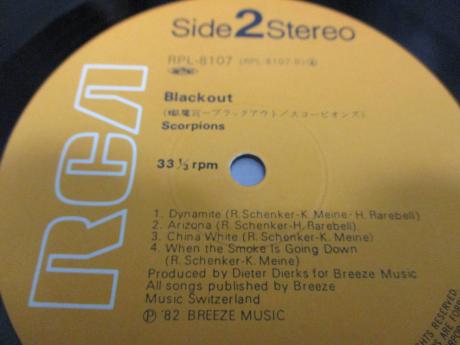 Side 2 Stereo
RPL-8107 (RPL-8107-B)
Blackout
(蠍魔宮〜ブラックアウト/スコーピオンズ)
Scorpions
33⅓ rpm
1. Dynamite (R. Schenker-K. Meine-H. Rarebell)
2. Arizona (R. Schenker-H. Rarebell)
3. China White (R. Schenker-K. Meine)
4. When the Smoke Is Going Down
(R. Schenker-K. Meine)
Produced by Dieter Dierks for Breeze Music
All songs published by Breeze
Music Switzerland
Ⓟ '82 BREEZE MUSIC
RCA
RIGHTS RESERVED